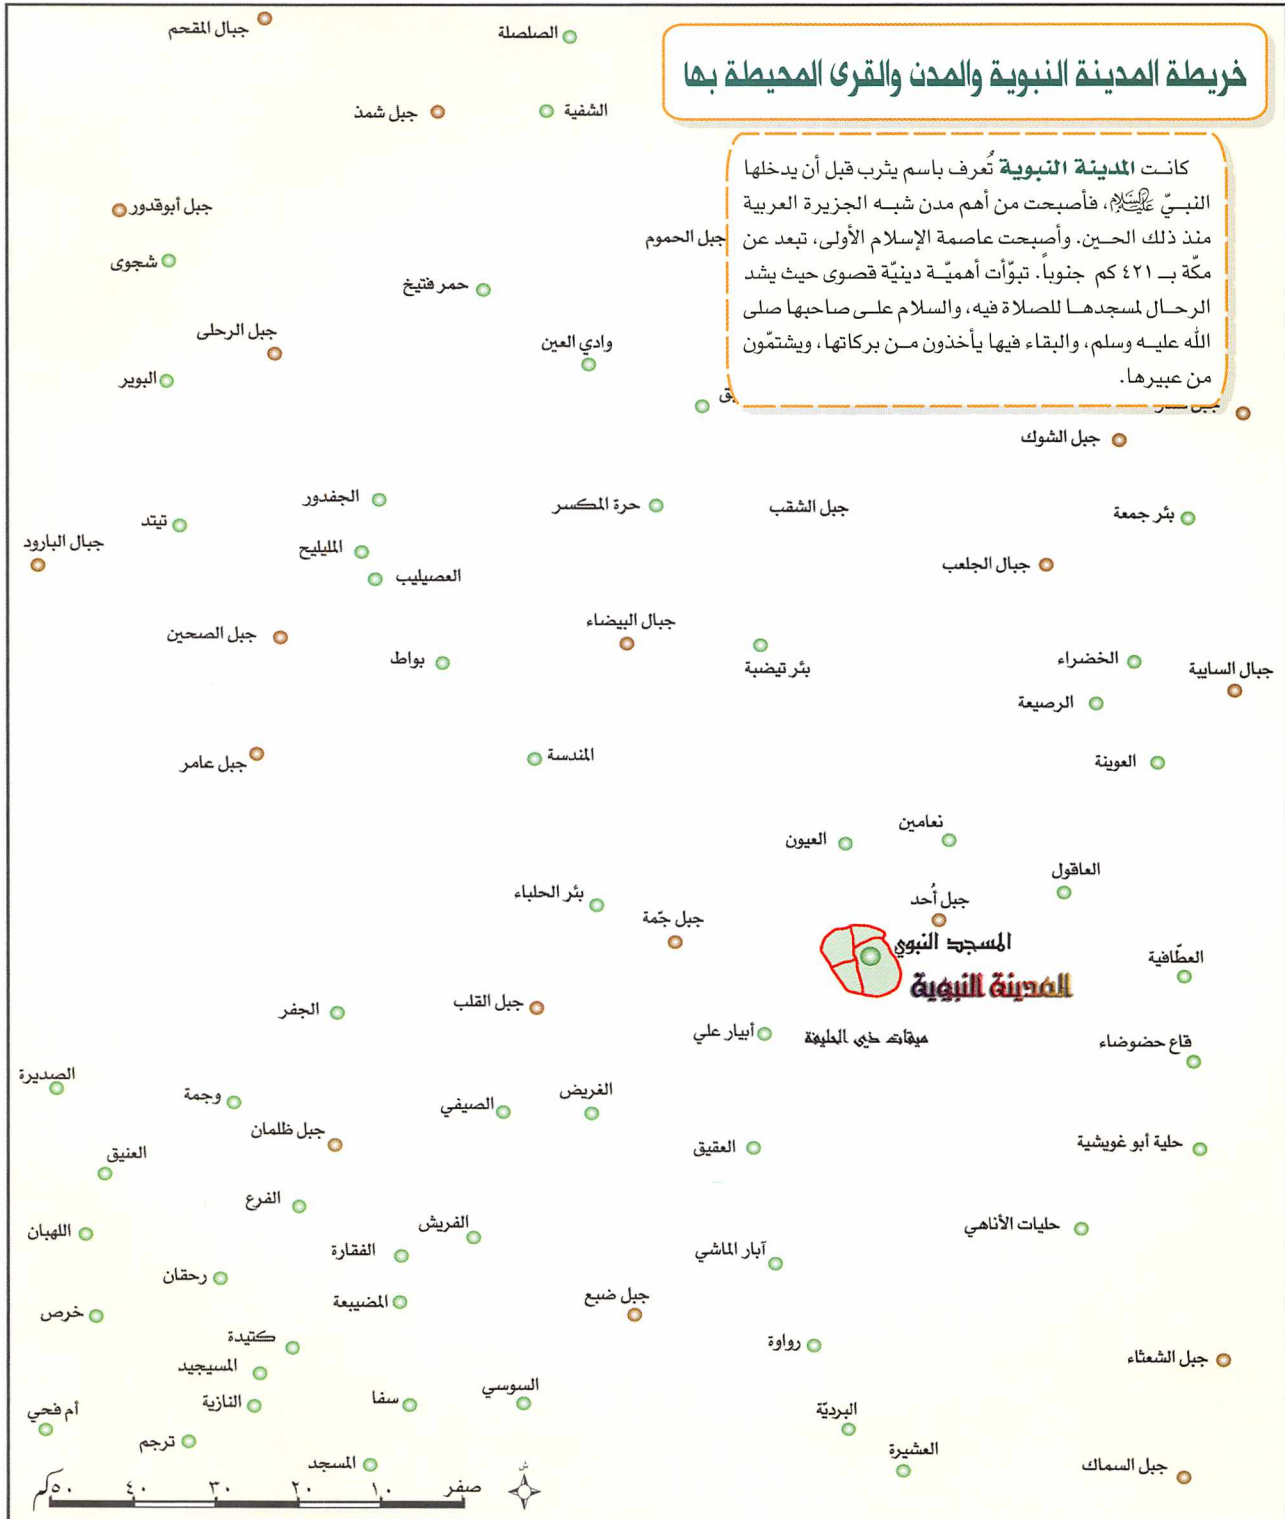 خريطة المدينة النبوية والمدن والقرى المحيطة بها
كانت المدينة النبوية تُعرف باسم يثرب قبل أن يدخلها
النبيّ ﷺ، فأصبحت من أهم مدن شبه الجزيرة العربية
منذ ذلك الحين. وأصبحت عاصمة الإسلام الأولى، تبعد عن
مكّة بـ ٤٢١ كم جنوباً. تبوّأت أهميّة دينيّة قصوى حيث يشد
الرحال لمسجدها للصلاة فيه، والسلام على صاحبها صلى
الله عليه وسلم، والبقاء فيها يأخذون من بركاتها، ويشتمّون
من عبيرها.
الصلصلة
جبال المقحم
الشفية
جبل شمذ
جبل أبوقدور
جبل الحموم
شجوى
حمر فتيخ
جبل الرحلى
وادي العين
البوير
جبل الشوك
الجفدور
حرة المكسر
جبل الشقب
بئر جمعة
تيتد
جبال البارود
المليليح
العصيليب
جبال الجلعب
جبال البيضاء
جبل الصحين
بواط
بئر تيضبة
الخضراء
جبال السايبة
الرصيعة
المندسة
جبل عامر
العوينة
نعامين
العيون
العاقول
بئر الحلباء
جبل أُحد
جبل جّمة
المسجد النبوي
العطّافية
المدينة النبوية
جبل القلب
الجفر
أبيار علي
ميقات ذي الحليفة
قاع حضوضاء
الصديرة
وجمة
الصيفي
الغريض
جبل ظلمان
العقيق
حلية أبو غويشية
العنيق
الفرع
الفريش
حليات الأناهي
اللهبان
الفقارة
آبار الماشي
رحقان
المضييعة
جبل ضبع
خرص
كتيدة
رواوة
جبل الشعثاء
المسيجيد
النازية
سفا
السوسي
أم فحي
البرديّة
ترجم
العشيرة
المسجد
جبل السماك
ش
صفر ١٠ ٢٠ ٣٠ ٤٠ ٥٠ كم